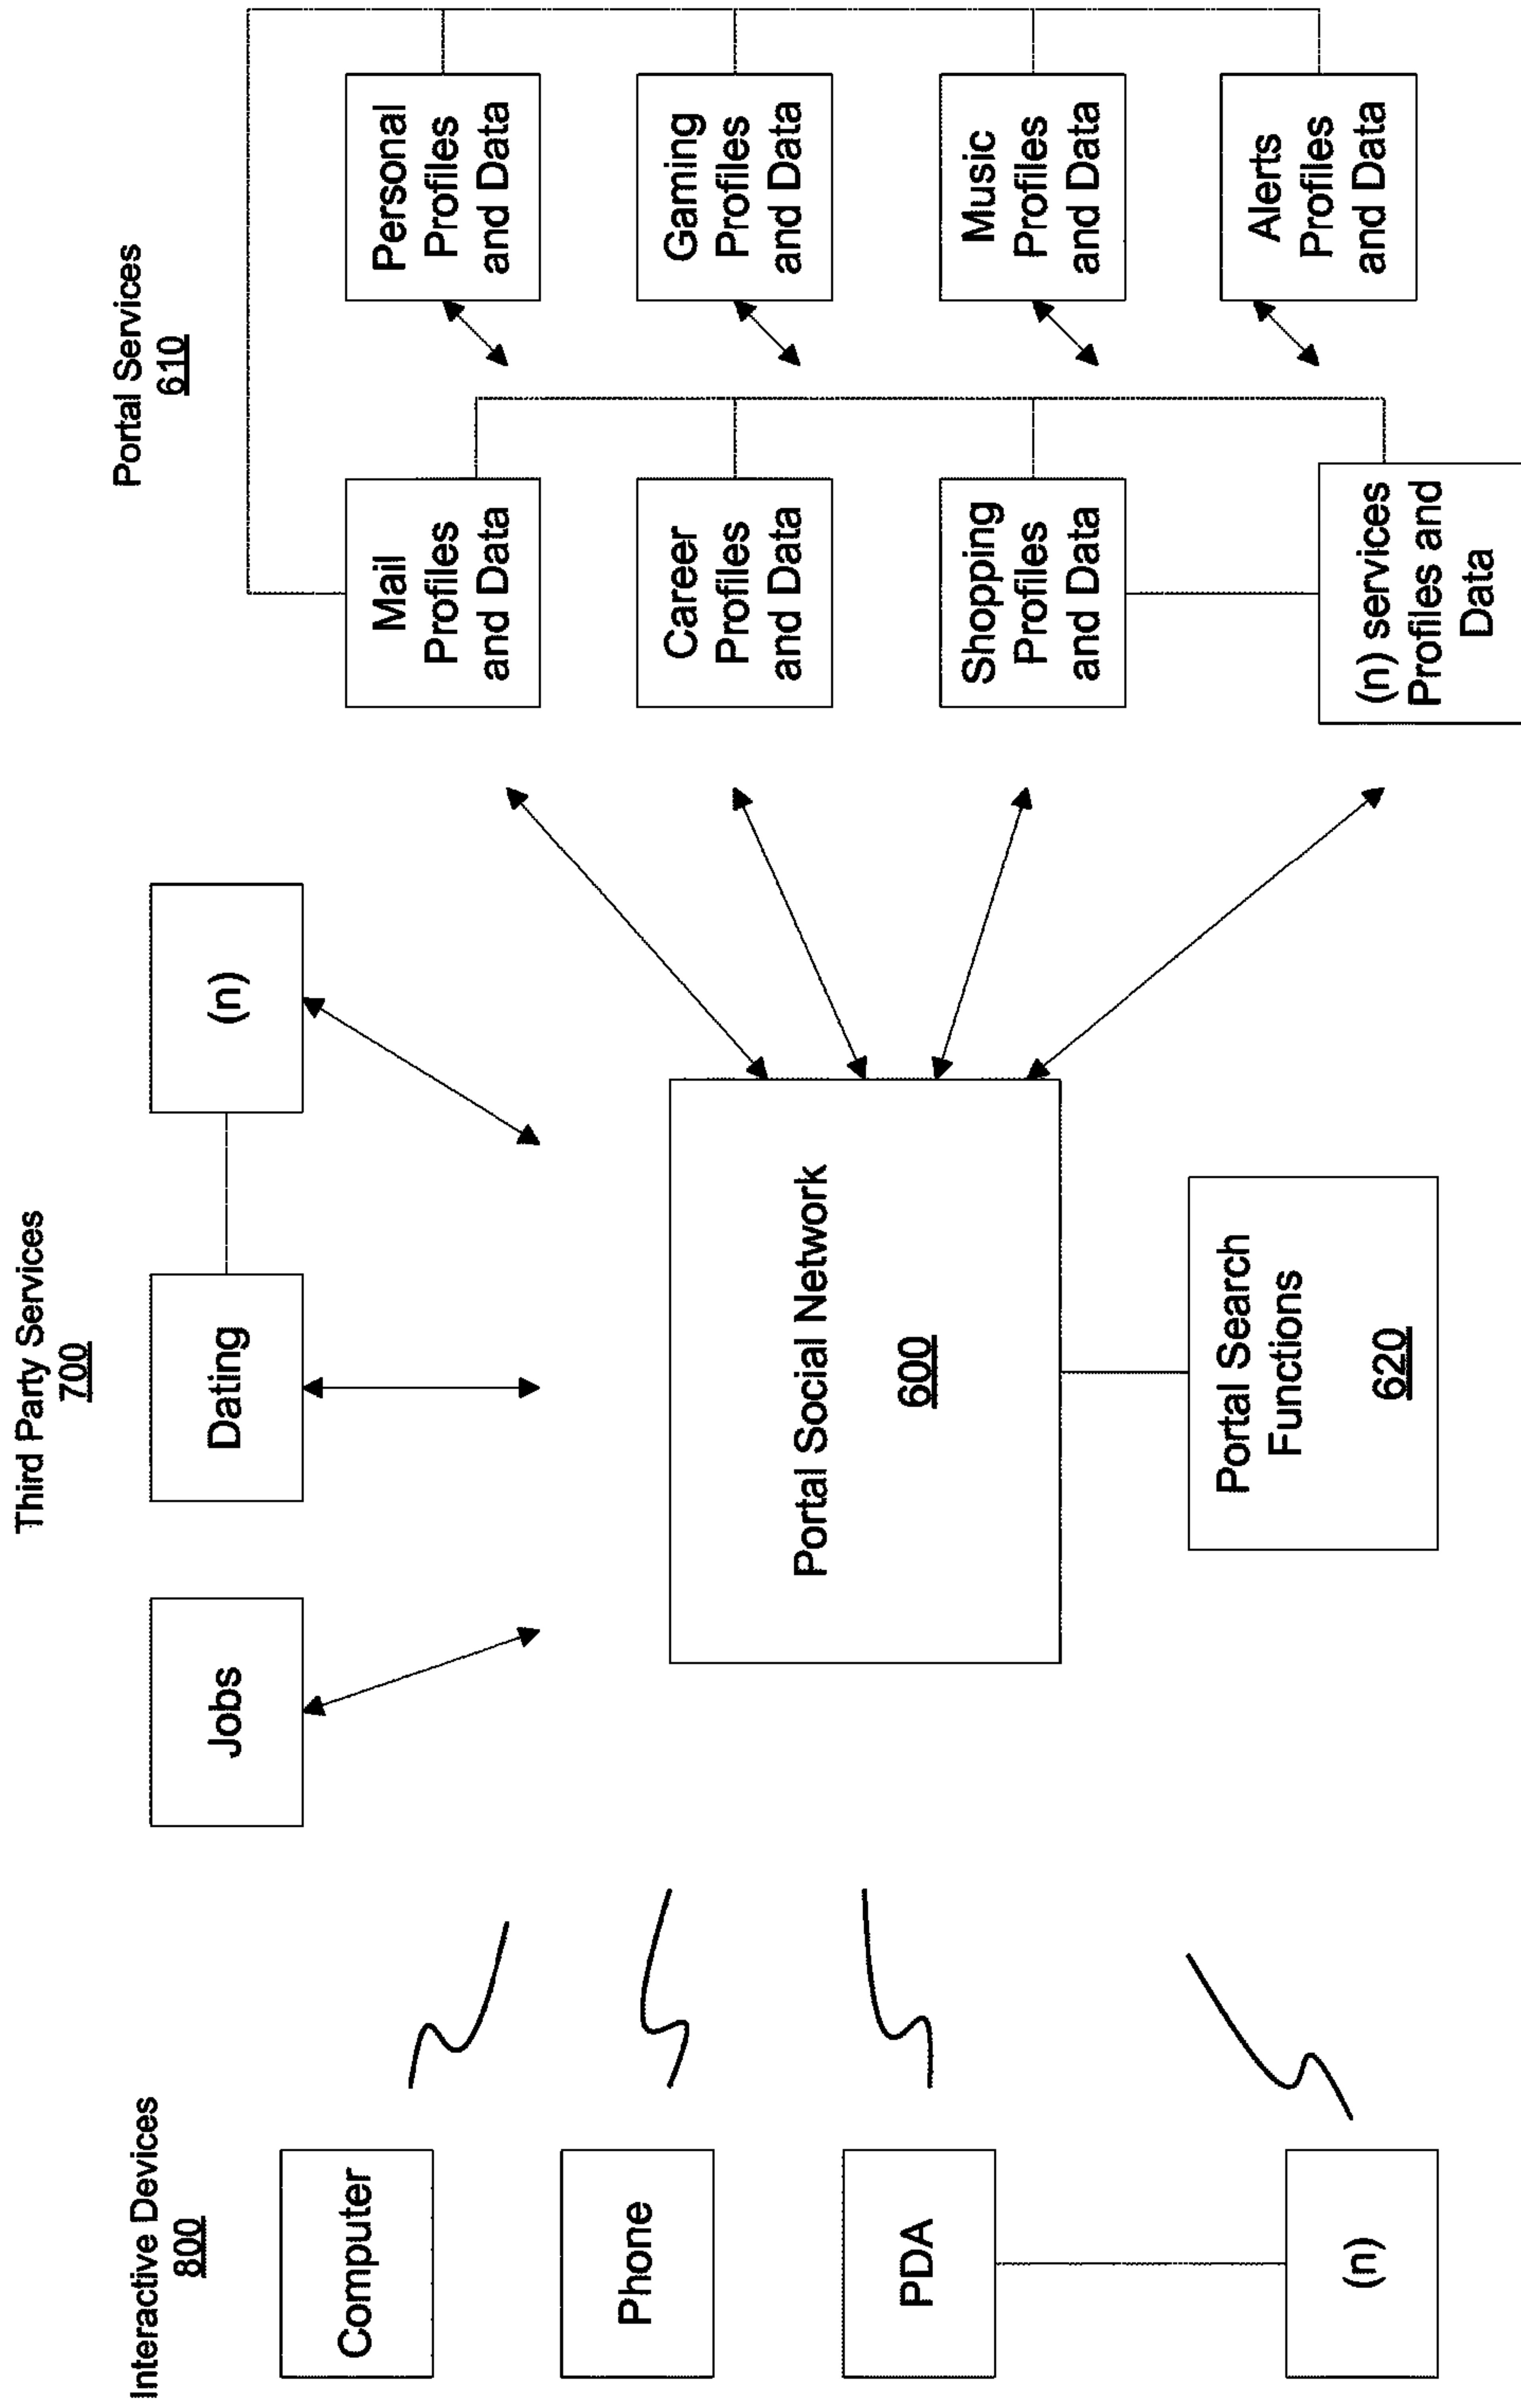 Third Party Services
700
Interactive Devices
800
Portal Services
610
Jobs
Dating
(n)
Computer
Phone
PDA
(n)
Portal Social Network
600
Portal Search
Functions
620
Mail
Profiles
and Data
Personal
Profiles
and Data
Career
Profiles
and Data
Gaming
Profiles
and Data
Shopping
Profiles
and Data
Music
Profiles
and Data
(n) services
Profiles and
Data
Alerts
Profiles
and Data